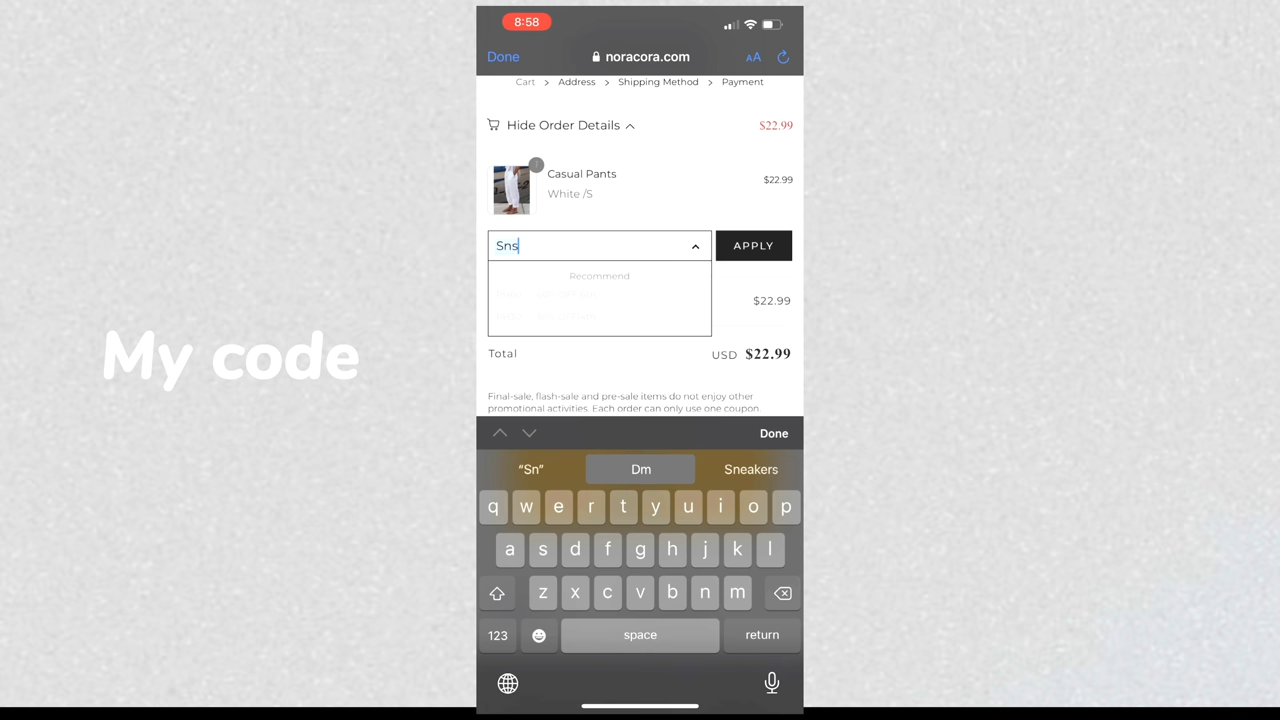 8:58
Done
noracora.com
AA
Cart > Address > Shipping Method > Payment
Hide Order Details
$22.99
Casual Pants
$22.99
White /S
Sns
APPLY
Recommend
$22.99
My code
Total
USD $22.99
Final-sale, flash-sale and pre-sale items do not enjoy other
promotional activities. Each order can only use one coupon.
Done
“Sn” Dm Sneakers
q w e r t y u i o p
a s d f g h j k l
z x c v b n m
123 space return